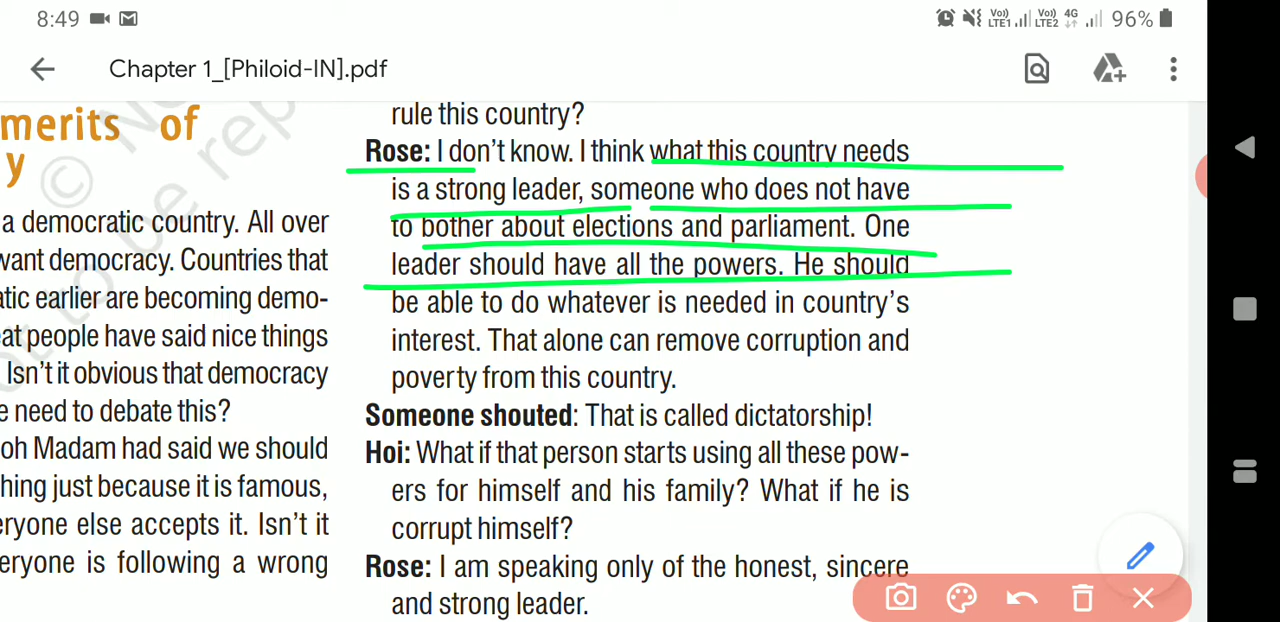 8:49
Vo)) LTE1 Vo)) LTE2 4G 96%
Chapter 1_[Philoid-IN].pdf
merits of
y
a democratic country. All over
want democracy. Countries that
atic earlier are becoming demo-
eat people have said nice things
Isn't it obvious that democracy
e need to debate this?
oh Madam had said we should
hing just because it is famous,
eryone else accepts it. Isn't it
eryone is following a wrong
rule this country?
Rose: I don't know. I think what this country needs
is a strong leader, someone who does not have
to bother about elections and parliament. One
leader should have all the powers. He should
be able to do whatever is needed in country's
interest. That alone can remove corruption and
poverty from this country.
Someone shouted: That is called dictatorship!
Hoi: What if that person starts using all these pow-
ers for himself and his family? What if he is
corrupt himself?
Rose: I am speaking only of the honest, sincere
and strong leader.